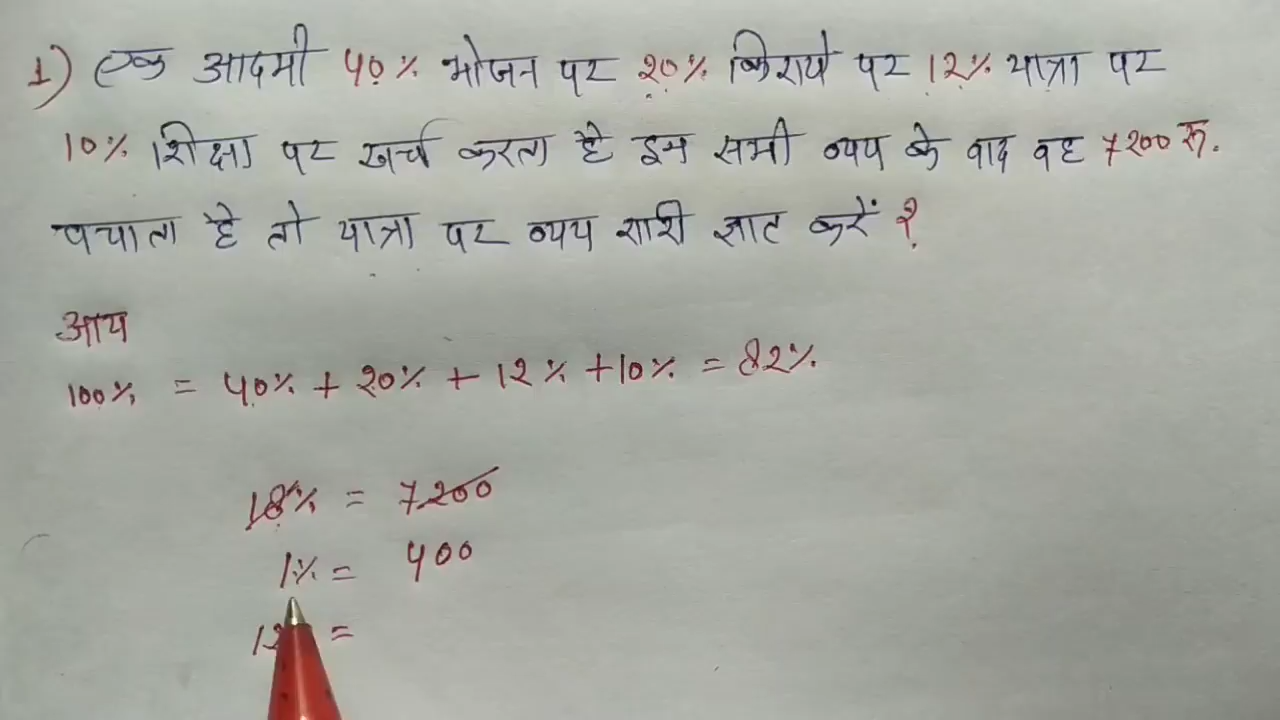 1) एक आदमी 40% भोजन पर 20% किराये पर 12% यात्रा पर
10% शिक्षा पर खर्च करता है इन सभी व्यय के बाद वह 7200 रू.
बचाता है तो यात्रा पर व्यय राशी ज्ञात करें ?
आय
100% = 40% + 20% + 12% + 10% = 82%
18% = 7200
1% = 400
=